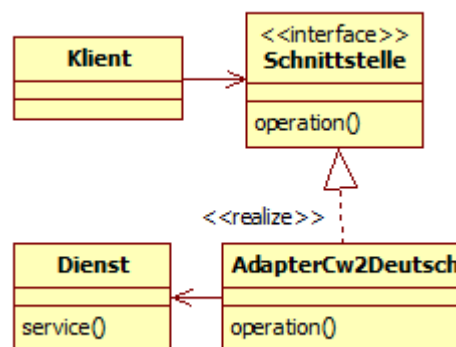 Klient
<<interface>>
Schnittstelle
operation()
<<realize>>
Dienst
service()
AdapterCw2Deutsch
operation()